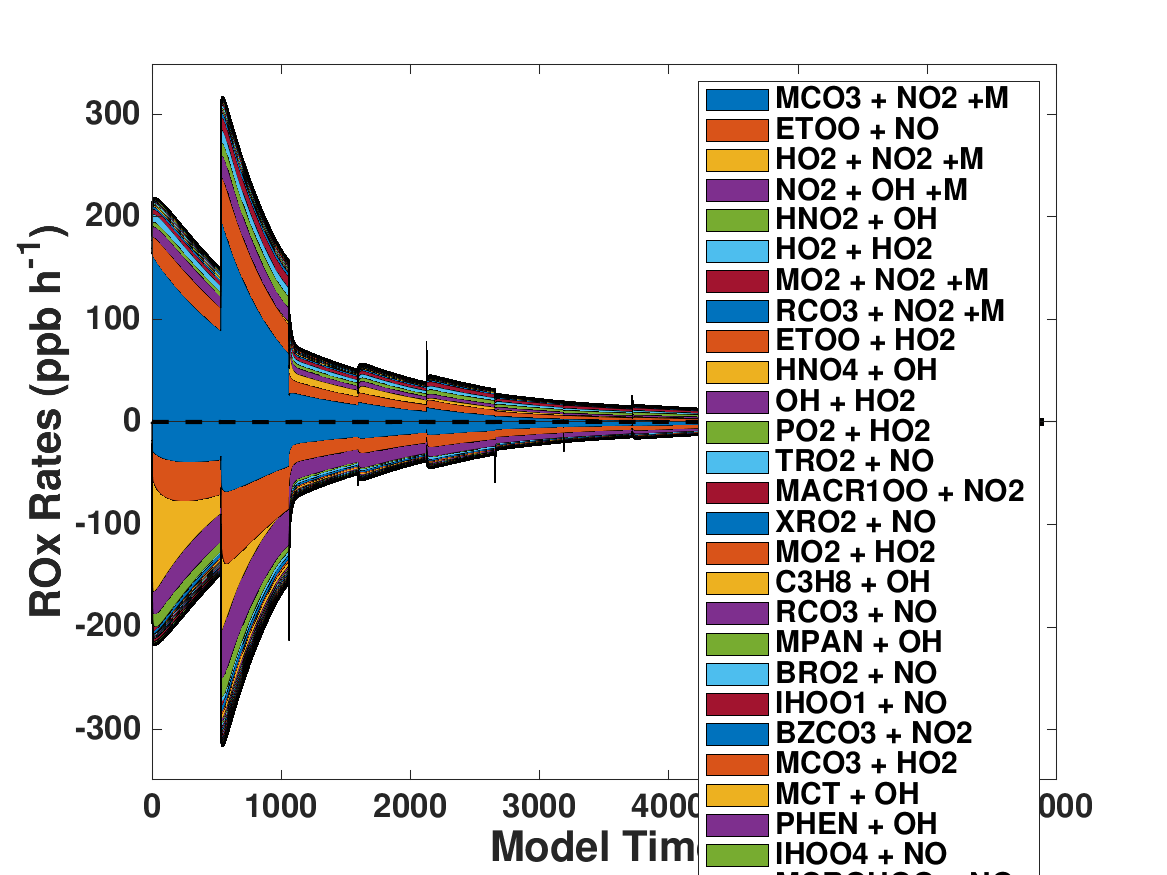 ROx Rates (ppb h-1)
300
200
100
0
-100
-200
-300
0
1000
2000
3000
4000
000
Model Time
MCO3 + NO2 +M
ETOO + NO
HO2 + NO2 +M
NO2 + OH +M
HNO2 + OH
HO2 + HO2
MO2 + NO2 +M
RCO3 + NO2 +M
ETOO + HO2
HNO4 + OH
OH + HO2
PO2 + HO2
TRO2 + NO
MACR1OO + NO2
XRO2 + NO
MO2 + HO2
C3H8 + OH
RCO3 + NO
MPAN + OH
BRO2 + NO
IHOO1 + NO
BZCO3 + NO2
MCO3 + HO2
MCT + OH
PHEN + OH
IHOO4 + NO